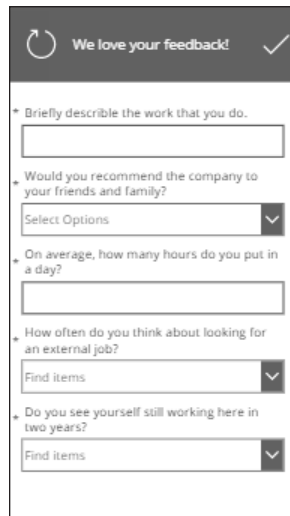 We love your feedback!
* Briefly describle the work that you do.
* Would you recommend the company to
your friends and family?
Select Options
* On average, how many hours do you put in
a day?
* How often do you think about looking for
an external job?
Find items
* Do you see yourself still working here in
two years?
Find items